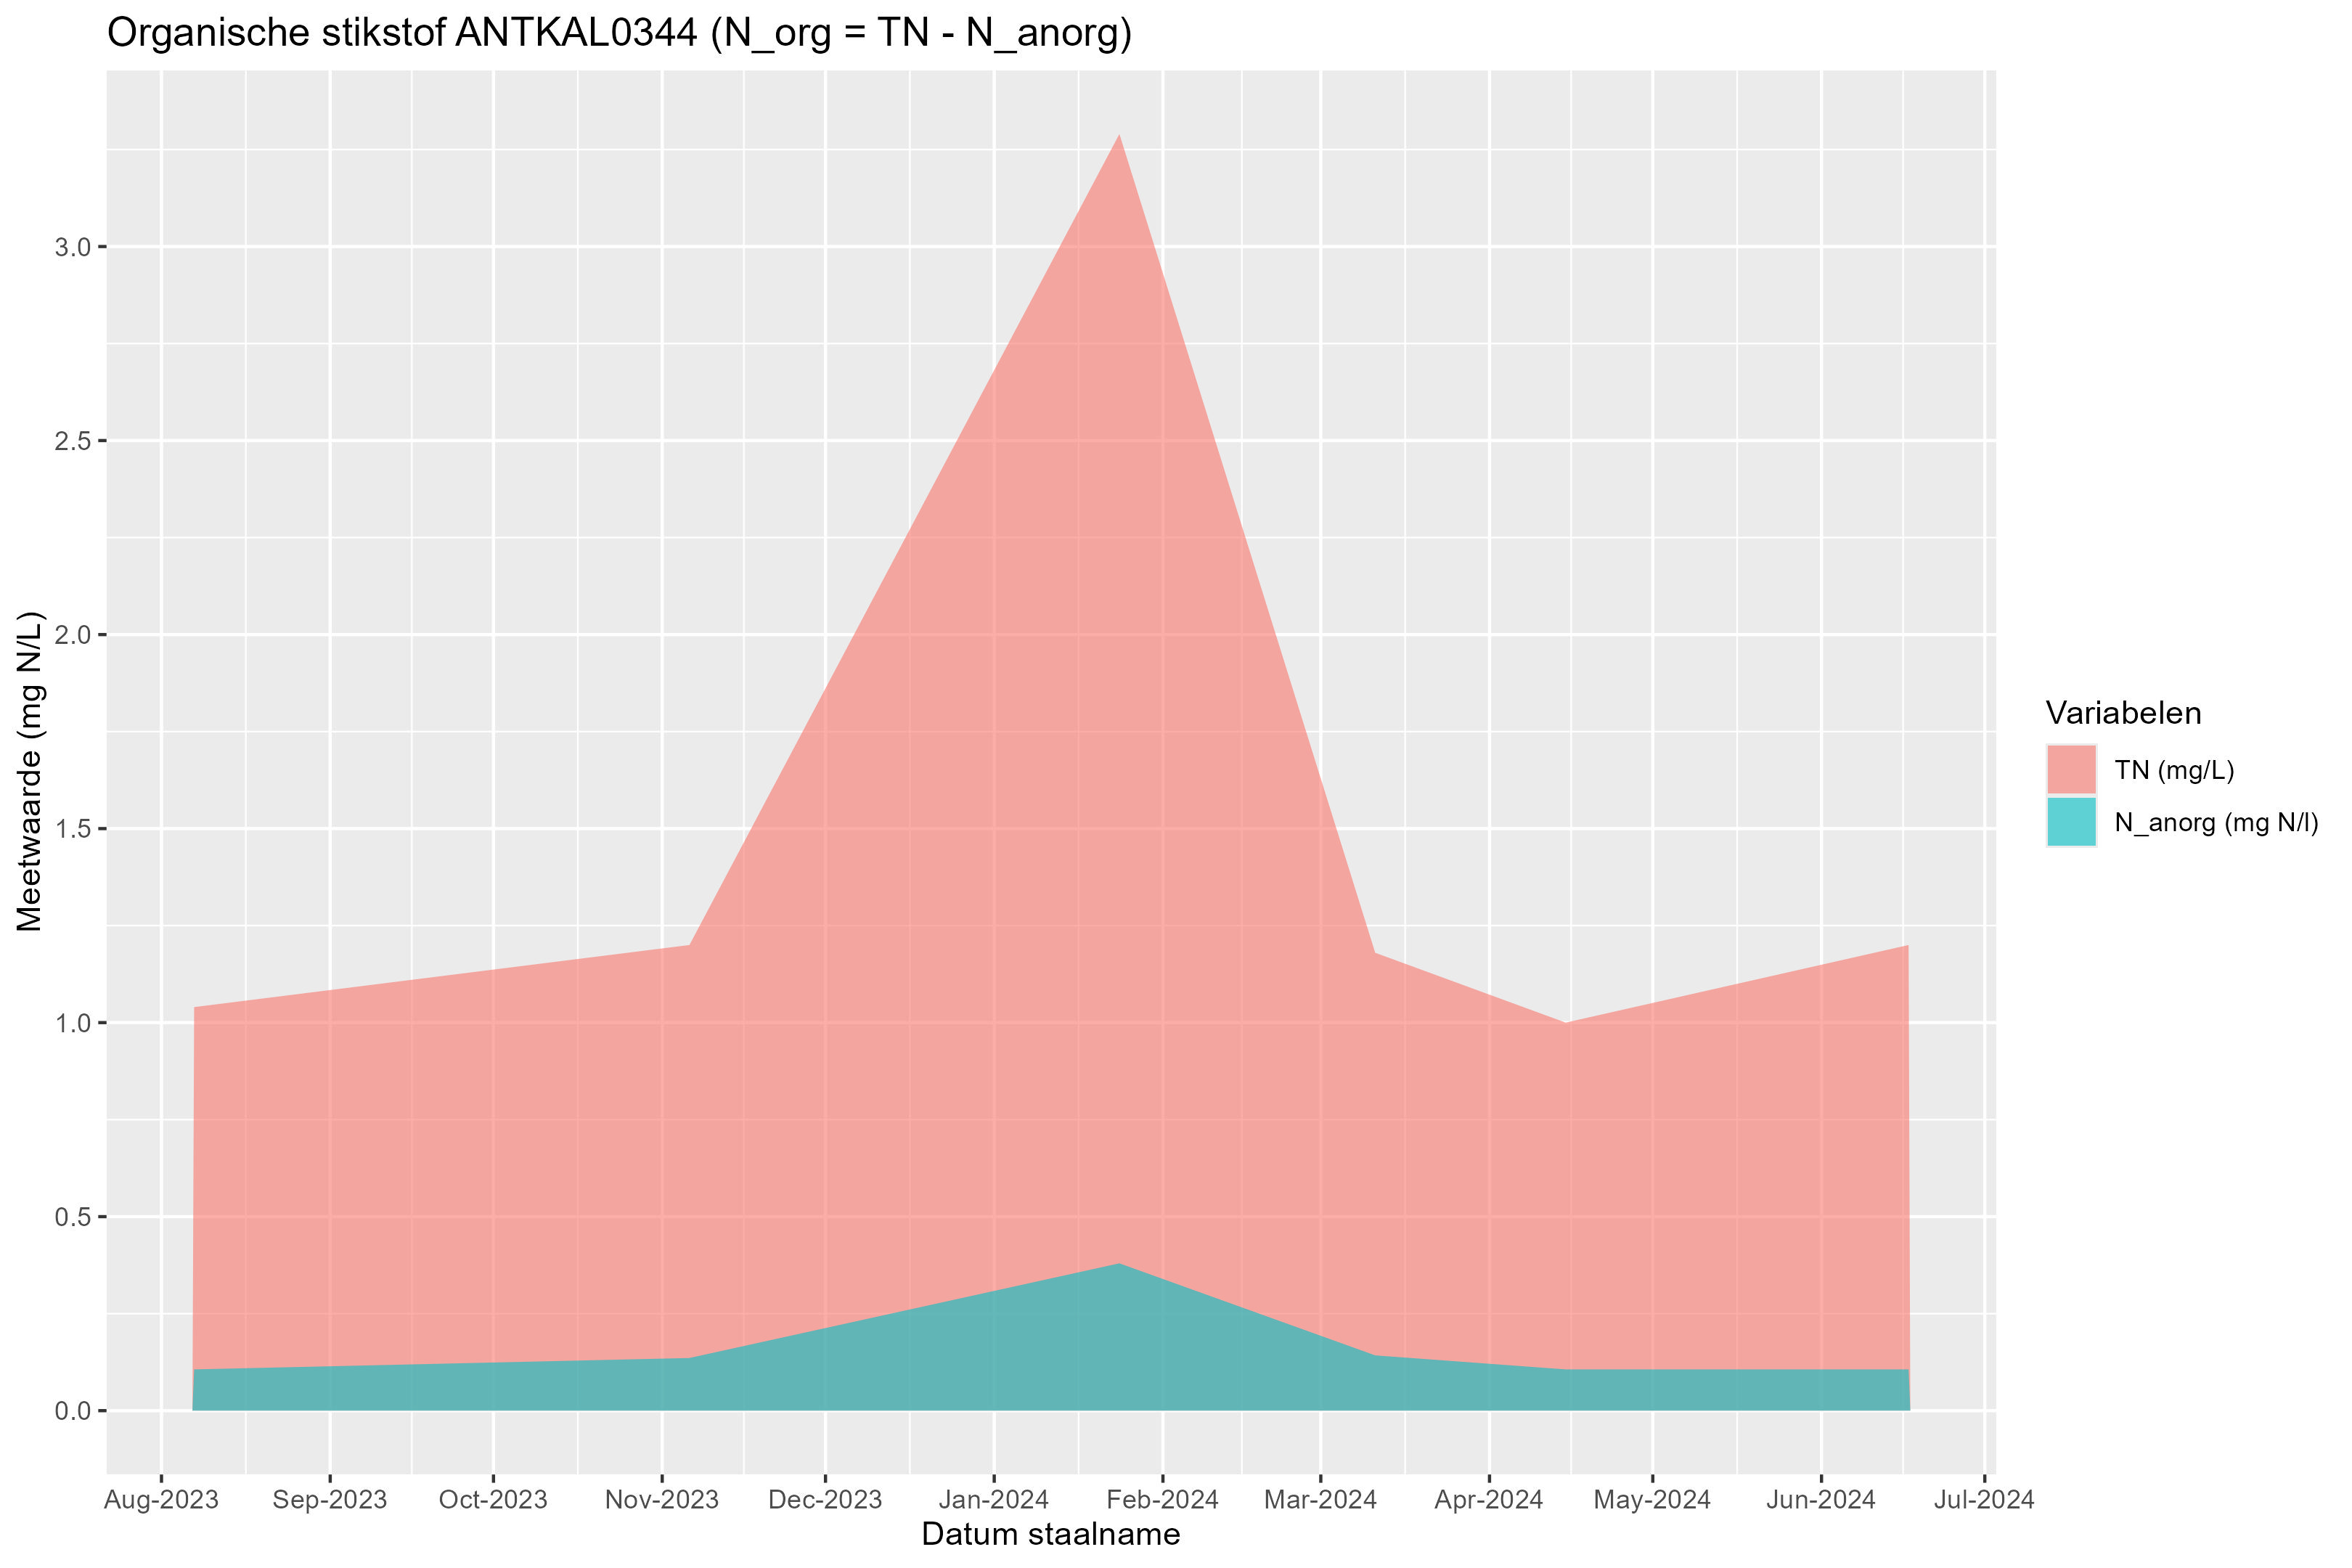 Organische stikstof ANTKAL0344 (N_org = TN - N_anorg)
Meetwaarde (mg N/L)
3.0
2.5
2.0
1.5
1.0
0.5
0.0
Aug-2023 Sep-2023 Oct-2023 Nov-2023 Dec-2023 Jan-2024 Feb-2024 Mar-2024 Apr-2024 May-2024 Jun-2024 Jul-2024
Datum staalname
Variabelen
TN (mg/L)
N_anorg (mg N/l)